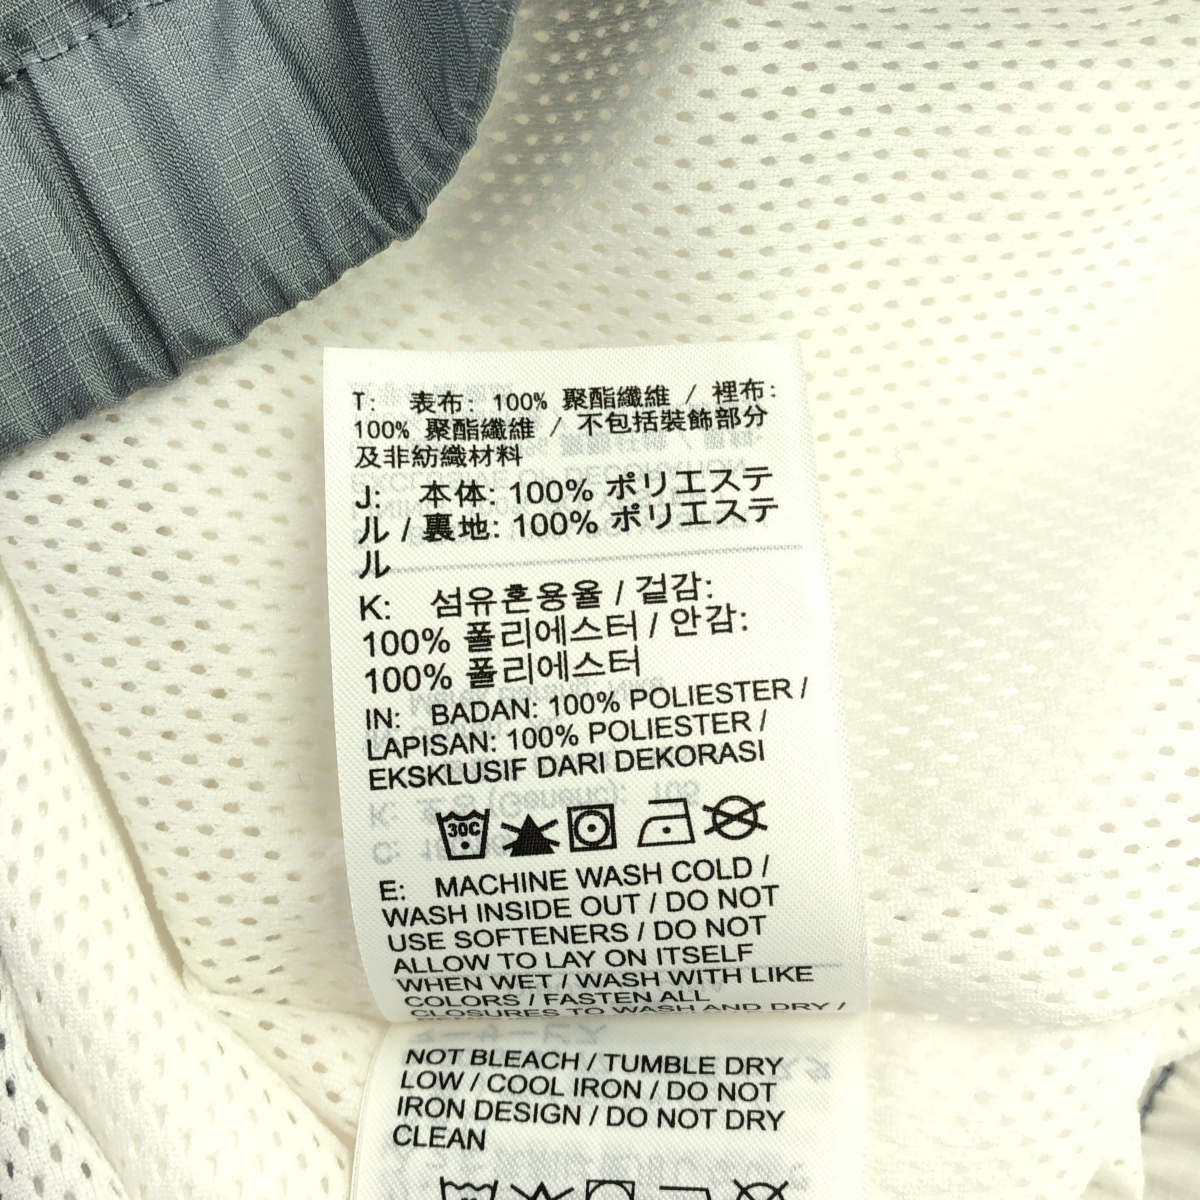 T: 表布: 100% 聚酯纖維 / 裡布:
100% 聚酯纖維 / 不包括裝飾部分
及非紡織材料
J: 本体: 100% ポリエステ
ル / 裏地: 100% ポリエステ
ル
K: 섬유혼용율 / 겉감:
100% 폴리에스터 / 안감:
100% 폴리에스터
IN: BADAN: 100% POLIESTER /
LAPISAN: 100% POLIESTER /
EKSKLUSIF DARI DEKORASI
30C
E: MACHINE WASH COLD /
WASH INSIDE OUT / DO NOT
USE SOFTENERS / DO NOT
ALLOW TO LAY ON ITSELF
WHEN WET / WASH WITH LIKE
COLORS / FASTEN ALL
CLOSURES TO WASH AND DRY /
NOT BLEACH / TUMBLE DRY
LOW / COOL IRON / DO NOT
IRON DESIGN / DO NOT DRY
CLEAN